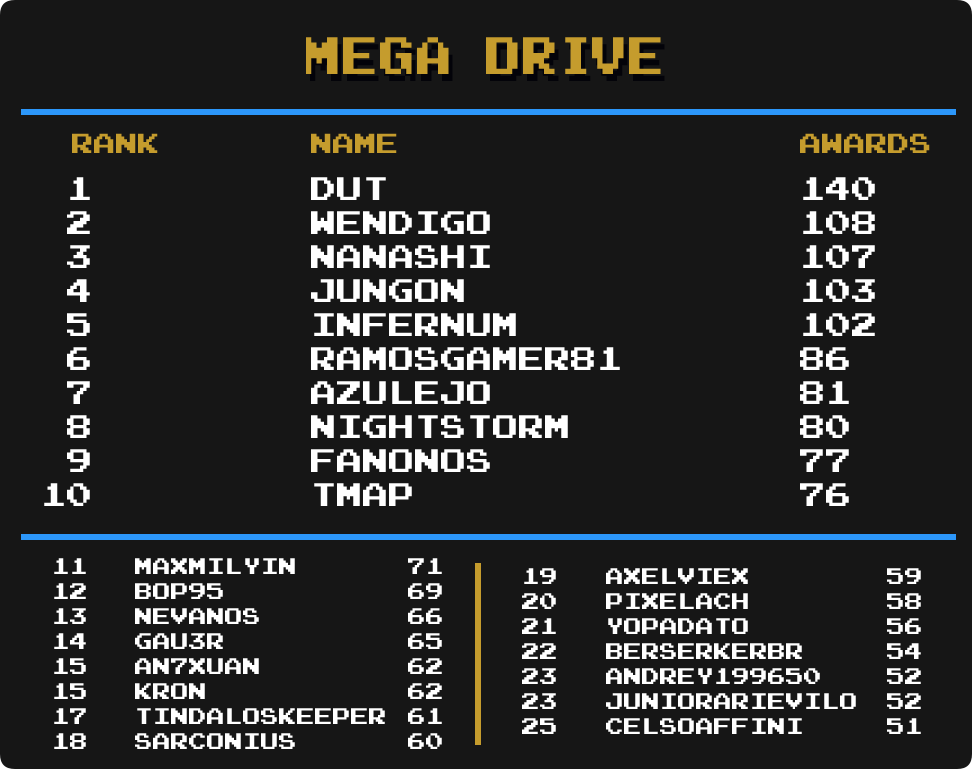 MEGA DRIVE
RANK NAME AWARDS
1 DUT 140
2 WENDIGO 108
3 NANASHI 107
4 JUNGON 103
5 INFERNUM 102
6 RAMOSGAMER81 86
7 AZULEJO 81
8 NIGHTSTORM 80
9 FANONOS 77
10 TMAP 76
11 MAXMILYIN 71
12 BOP95 69
13 NEVANOS 66
14 GAU3R 65
15 AN7XUAN 62
15 KRON 62
17 TINDALOSKEEPER 61
18 SARCONIUS 60
19 AXELVIEX 59
20 PIXELACH 58
21 YOPADATO 56
22 BERSERKERBR 54
23 ANDREY199650 52
23 JUNIORARIEVILO 52
25 CELSOAFFINI 51